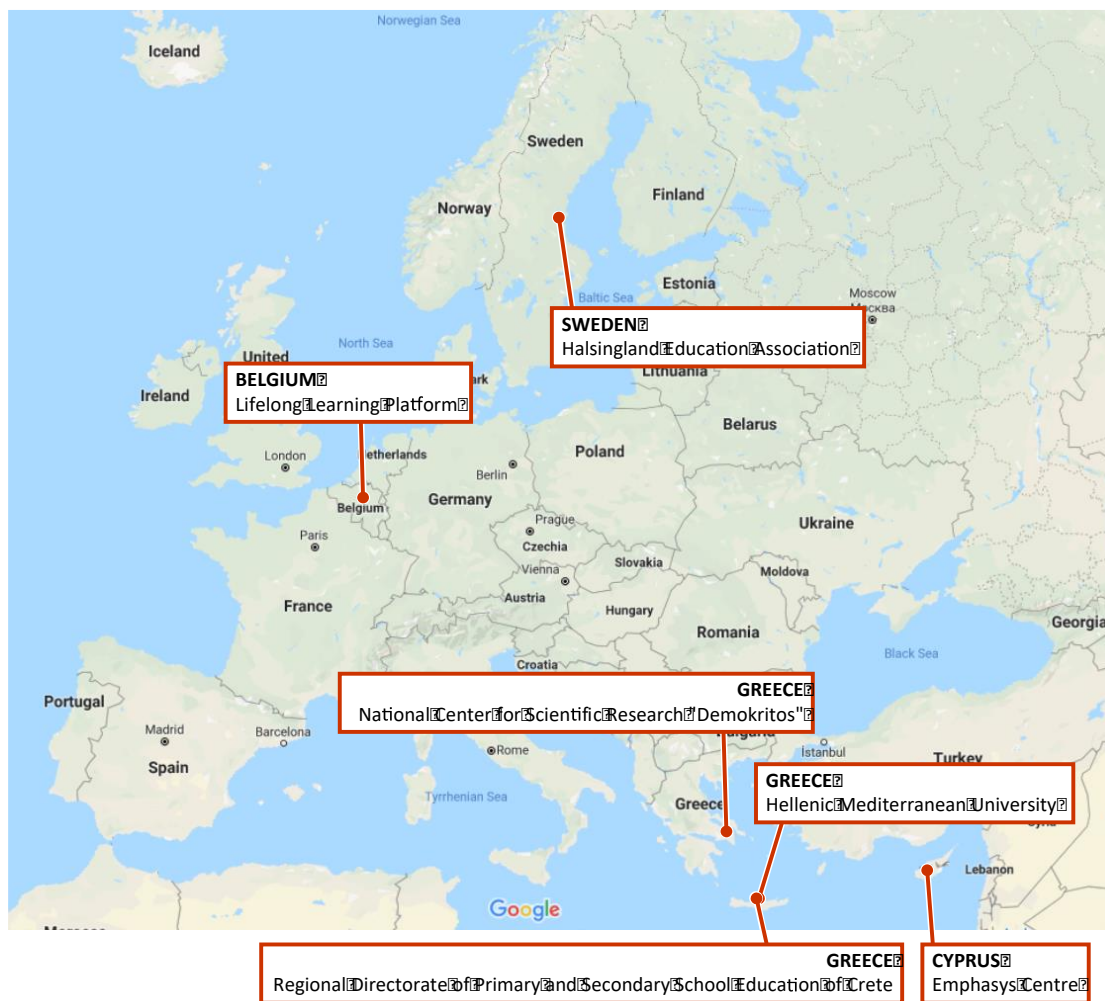 Norwegian Sea
Iceland
Sweden
Finland
Norway
Estonia
Baltic Sea
Moscow
Москва
SWEDEN
Halsingland Education Association
North Sea
United
Lithuania
BELGIUM
Lifelong Learning Platform
Ireland
Belarus
London
Berlin
Poland
Germany
Belgium
Ukraine
Prague
Paris
Czechia
Slovakia
Vienna
Moldova
Austria
France
Hungary
Romania
Georgia
Black Sea
Croatia
GREECE
National Center for Scientific Research "Demokritos"
Portugal
Madrid
Barcelona
Rome
İstanbul
Spain
Turkey
GREECE
Hellenic Mediterranean University
Tyrrhenian Sea
Greece
Lebanon
Google
GREECE
Regional Directorate of Primary and Secondary School Education of Crete
CYPRUS
Emphasys Centre